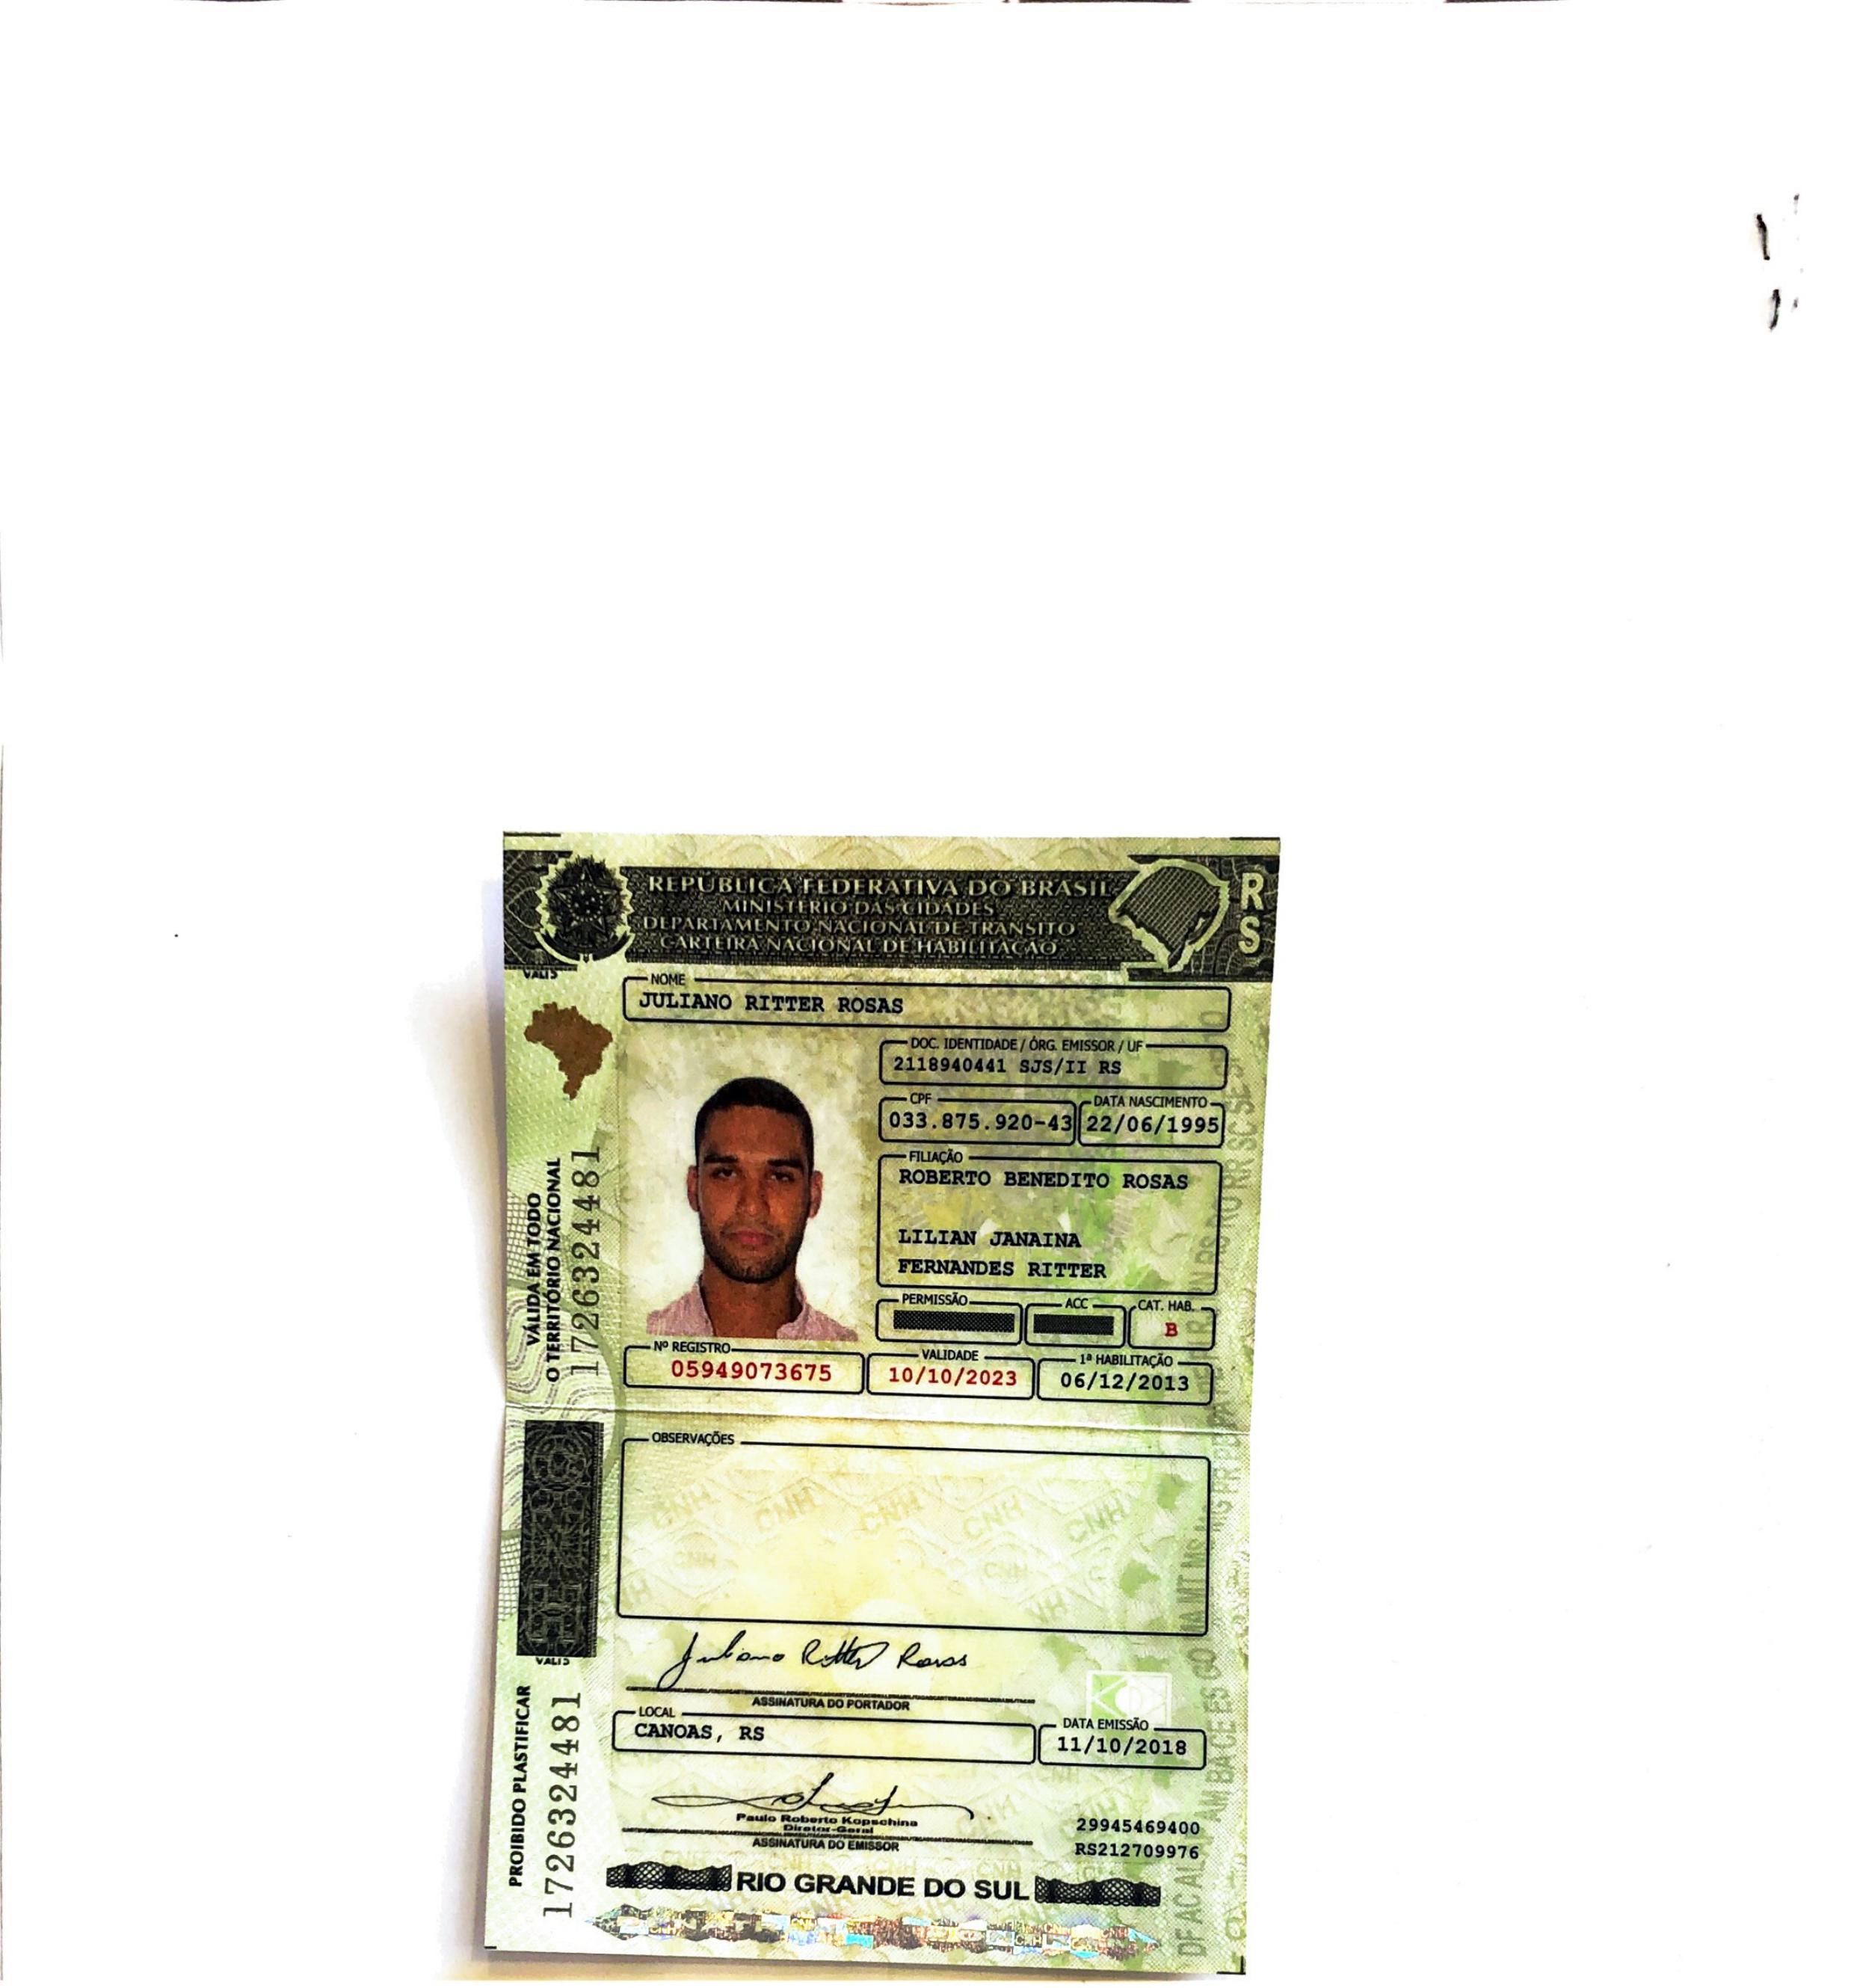 REPÚBLICA FEDERATIVA DO BRASIL
MINISTÉRIO DAS CIDADES
DEPARTAMENTO NACIONAL DE TRÂNSITO
CARTEIRA NACIONAL DE HABILITAÇÃO
RS
NOME
JULIANO RITTER ROSAS
DOC. IDENTIDADE / ÓRG. EMISSOR / UF
2118940441 SJS/II RS
CPF
033.875.920-43
DATA NASCIMENTO
22/06/1995
FILIAÇÃO
ROBERTO BENEDITO ROSAS
LILIAN JANAINA
FERNANDES RITTER
PERMISSÃO
ACC
CAT. HAB.
B
Nº REGISTRO
05949073675
VALIDADE
10/10/2023
1ª HABILITAÇÃO
06/12/2013
VÁLIDA EM TODO
O TERRITÓRIO NACIONAL
1726324481
OBSERVAÇÕES
CNH CNH CNH CNH CNH
Juliano Ritter Rosas
ASSINATURA DO PORTADOR
LOCAL
CANOAS, RS
DATA EMISSÃO
11/10/2018
Paulo Roberto Kopschina
Diretor-Geral
ASSINATURA DO EMISSOR
29945469400
RS212709976
RIO GRANDE DO SUL
PROIBIDO PLASTIFICAR
1726324481